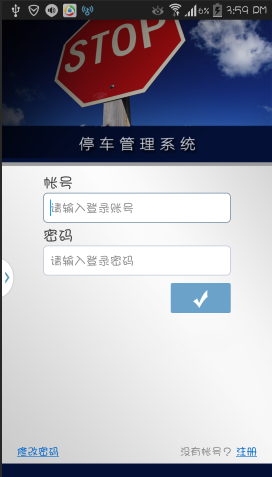 6% 3:59 PM
STOP
停车管理系统
帐号
请输入登录账号
密码
请输入登录密码
修改密码
没有帐号？ 注册